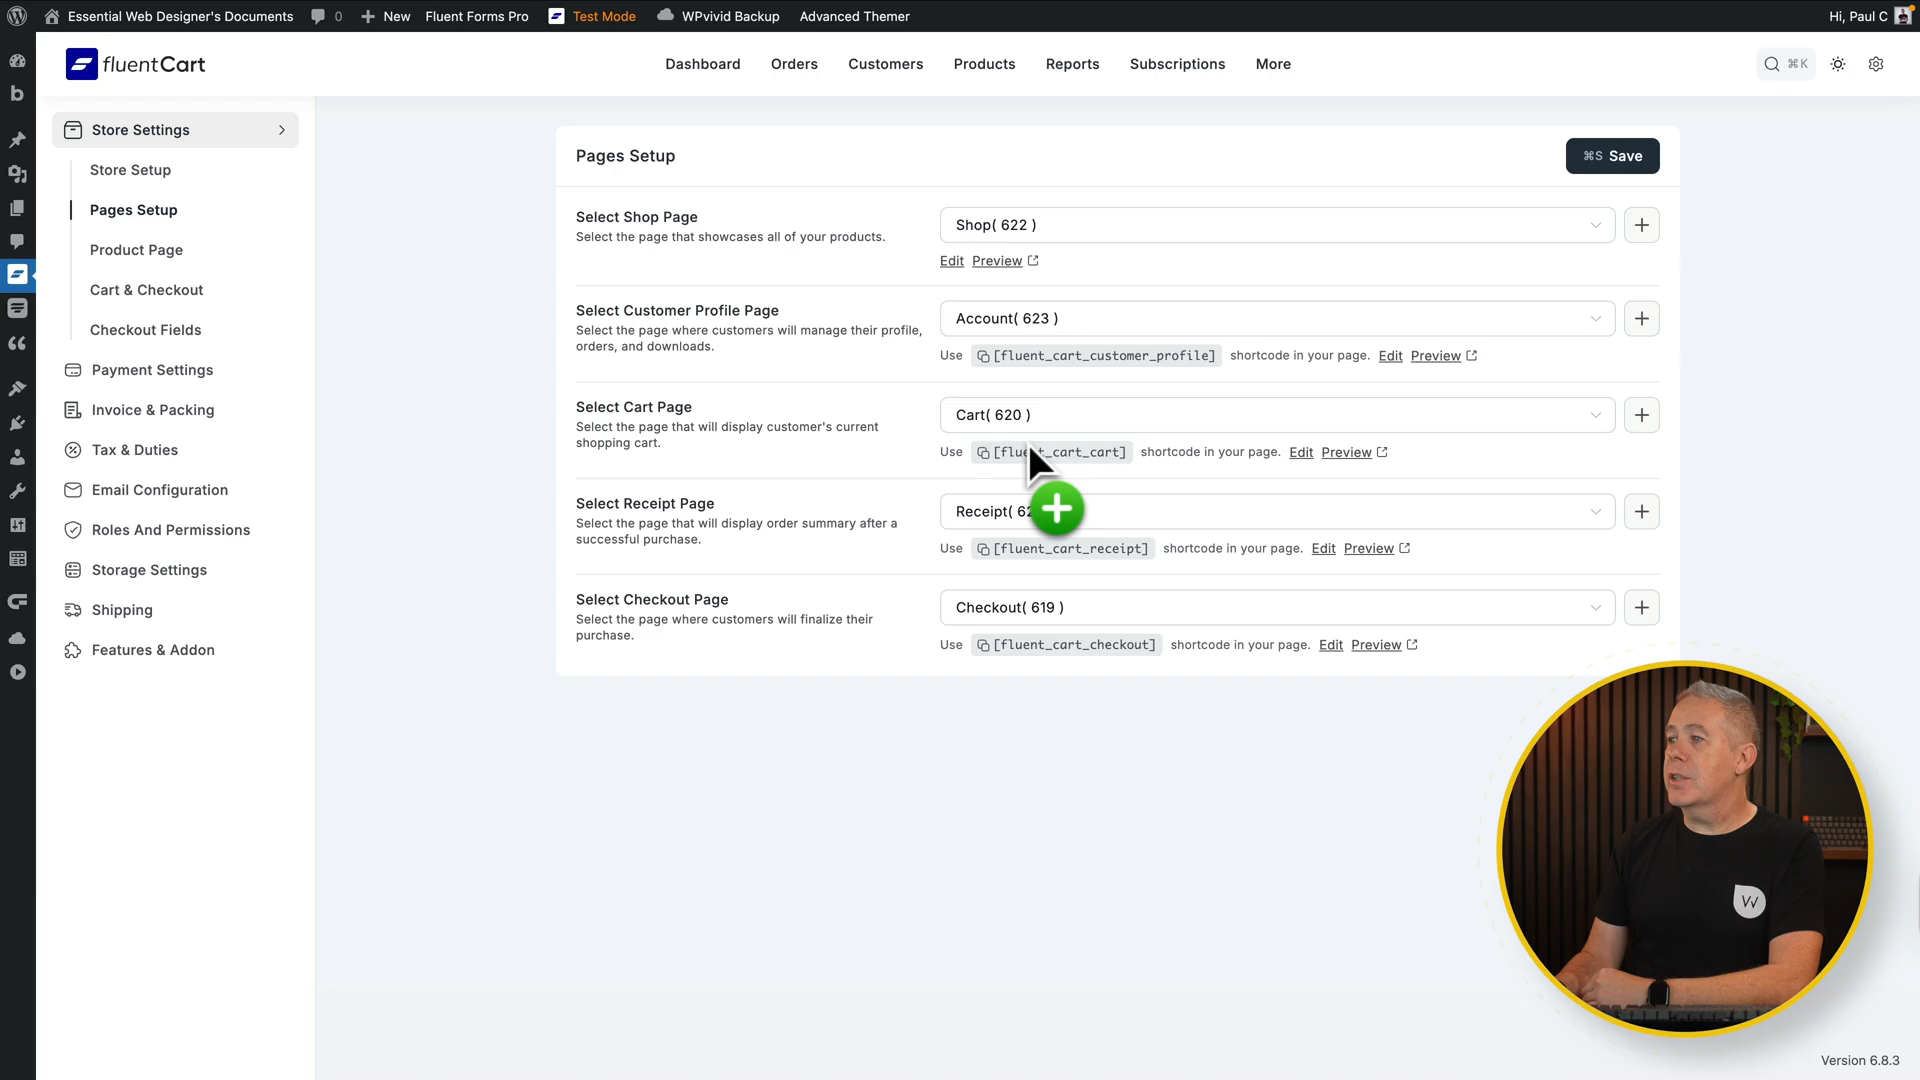 Essential Web Designer's Documents 0 New Fluent Forms Pro Test Mode WPvivid Backup Advanced Themer Hi, Paul C
fluentCart Dashboard Orders Customers Products Reports Subscriptions More ⌘K
Store Settings
Store Setup
Pages Setup
Product Page
Cart & Checkout
Checkout Fields
Payment Settings
Invoice & Packing
Tax & Duties
Email Configuration
Roles And Permissions
Storage Settings
Shipping
Features & Addon
Pages Setup ⌘S Save
Select Shop Page
Select the page that showcases all of your products.
Shop( 622 )
Edit Preview
Select Customer Profile Page
Select the page where customers will manage their profile,
orders, and downloads.
Account( 623 )
Use [fluent_cart_customer_profile] shortcode in your page. Edit Preview
Select Cart Page
Select the page that will display customer's current
shopping cart.
Cart( 620 )
Use [fluent_cart_cart] shortcode in your page. Edit Preview
Select Receipt Page
Select the page that will display order summary after a
successful purchase.
Receipt(
Use [fluent_cart_receipt] shortcode in your page. Edit Preview
Select Checkout Page
Select the page where customers will finalize their
purchase.
Checkout( 619 )
Use [fluent_cart_checkout] shortcode in your page. Edit Preview
W
Version 6.8.3